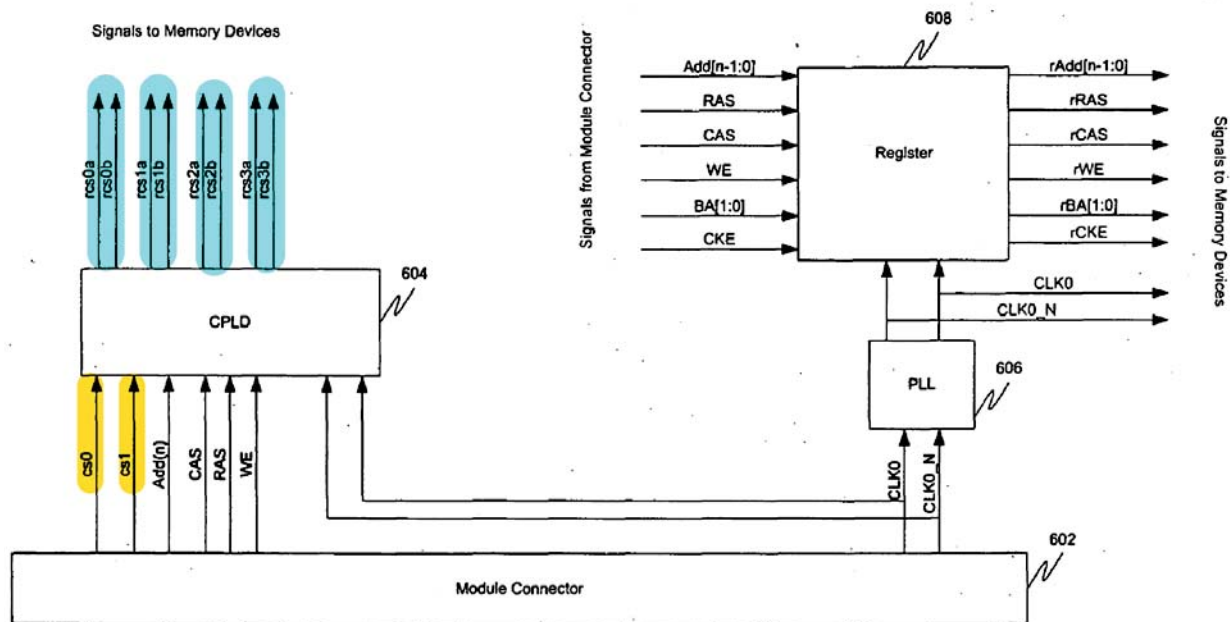 Signals to Memory Devices
rcs0a
rcs0b
rcs1a
rcs1b
rcs2a
rcs2b
rcs3a
rcs3b
604
CPLD
cs0
cs1
Add(n)
CAS
RAS
WE
608
Signals from Module Connector
Add[n-1:0]
RAS
CAS
WE
BA[1:0]
CKE
Register
rAdd[n-1:0]
rRAS
rCAS
rWE
rBA[1:0]
rCKE
Signals to Memory Devices
CLK0
CLK0_N
PLL
606
CLK0
CLK0_N
602
Module Connector